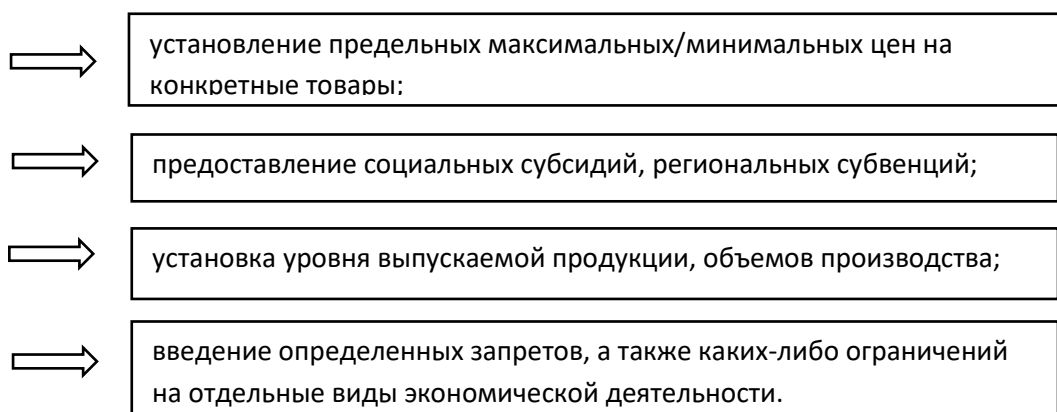 установление предельных максимальных/минимальных цен на
конкретные товары;
предоставление социальных субсидий, региональных субвенций;
установка уровня выпускаемой продукции, объемов производства;
введение определенных запретов, а также каких-либо ограничений
на отдельные виды экономической деятельности.